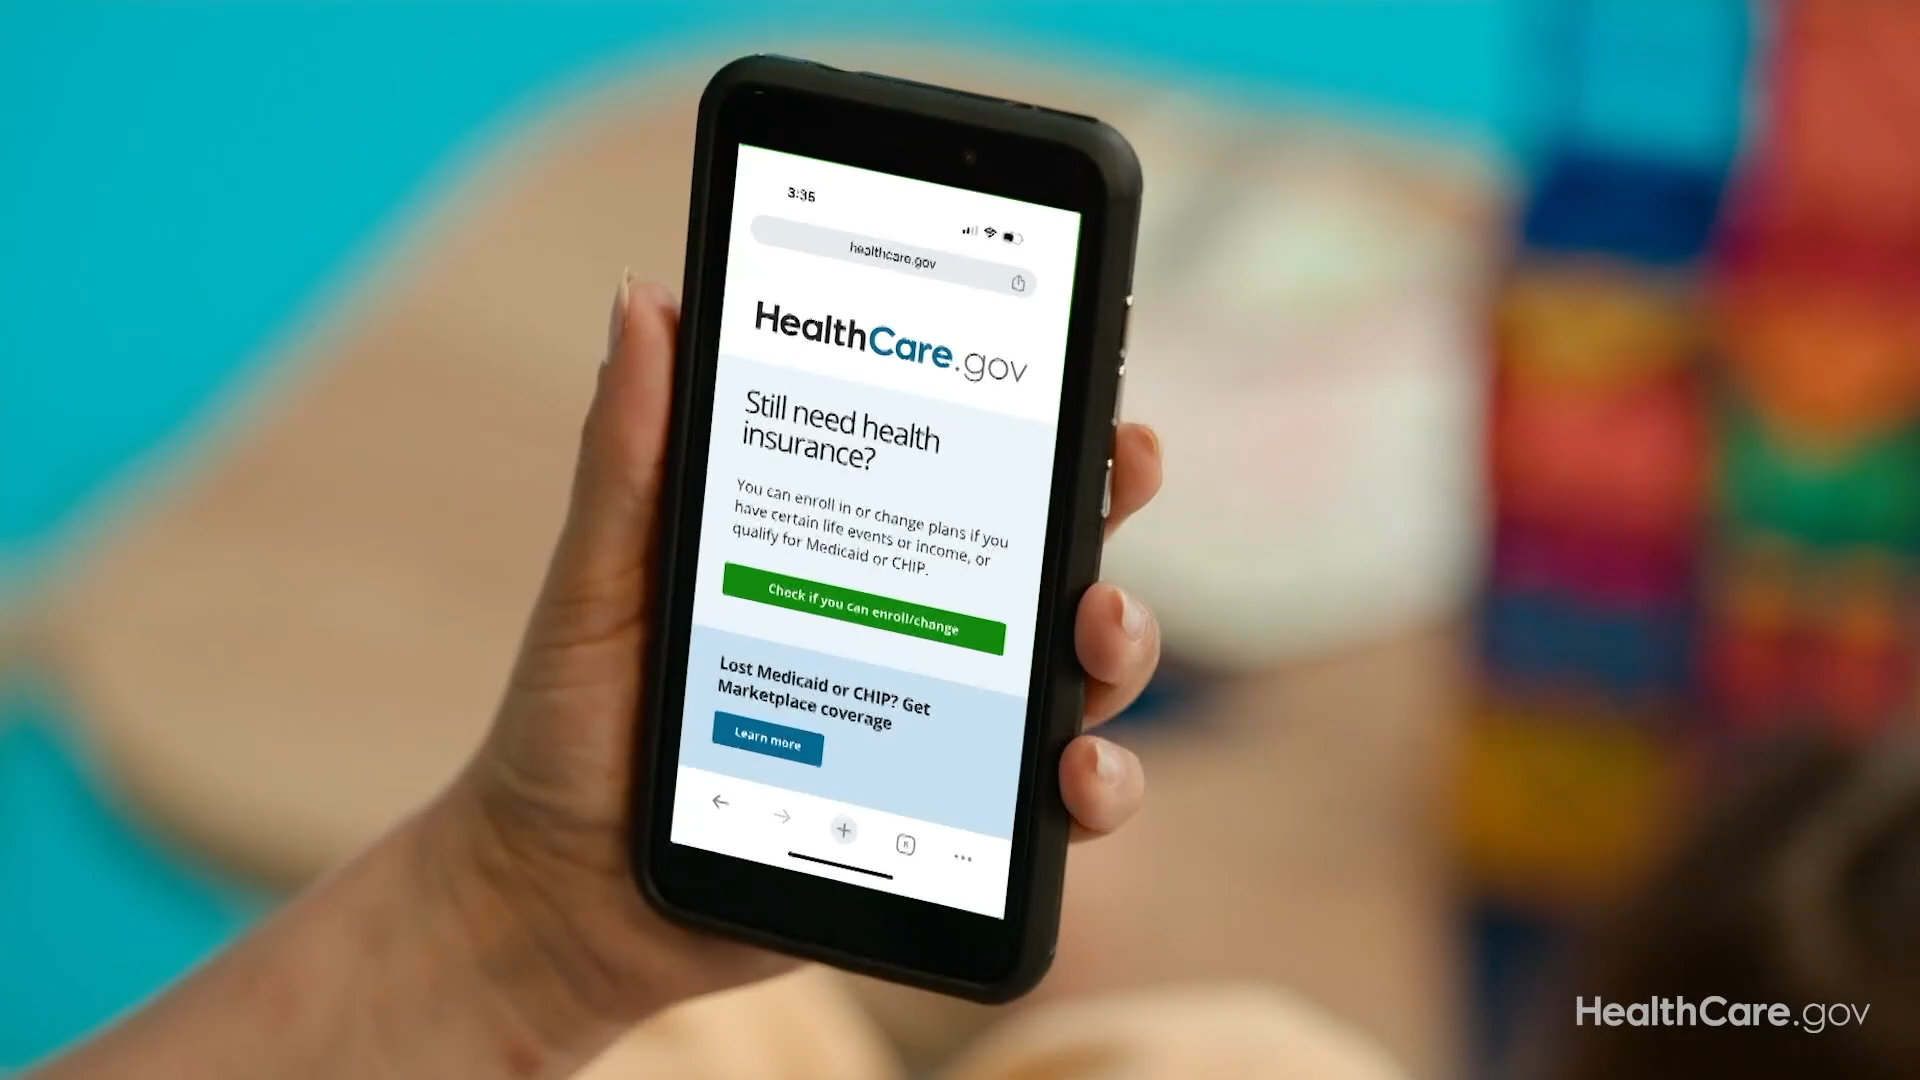 3:35
healthcare.gov
HealthCare.gov
Still need health
insurance?
You can enroll in or change plans if you
have certain life events or income, or
qualify for Medicaid or CHIP.
Check if you can enroll/change
Lost Medicaid or CHIP? Get
Marketplace coverage
Learn more
HealthCare.gov